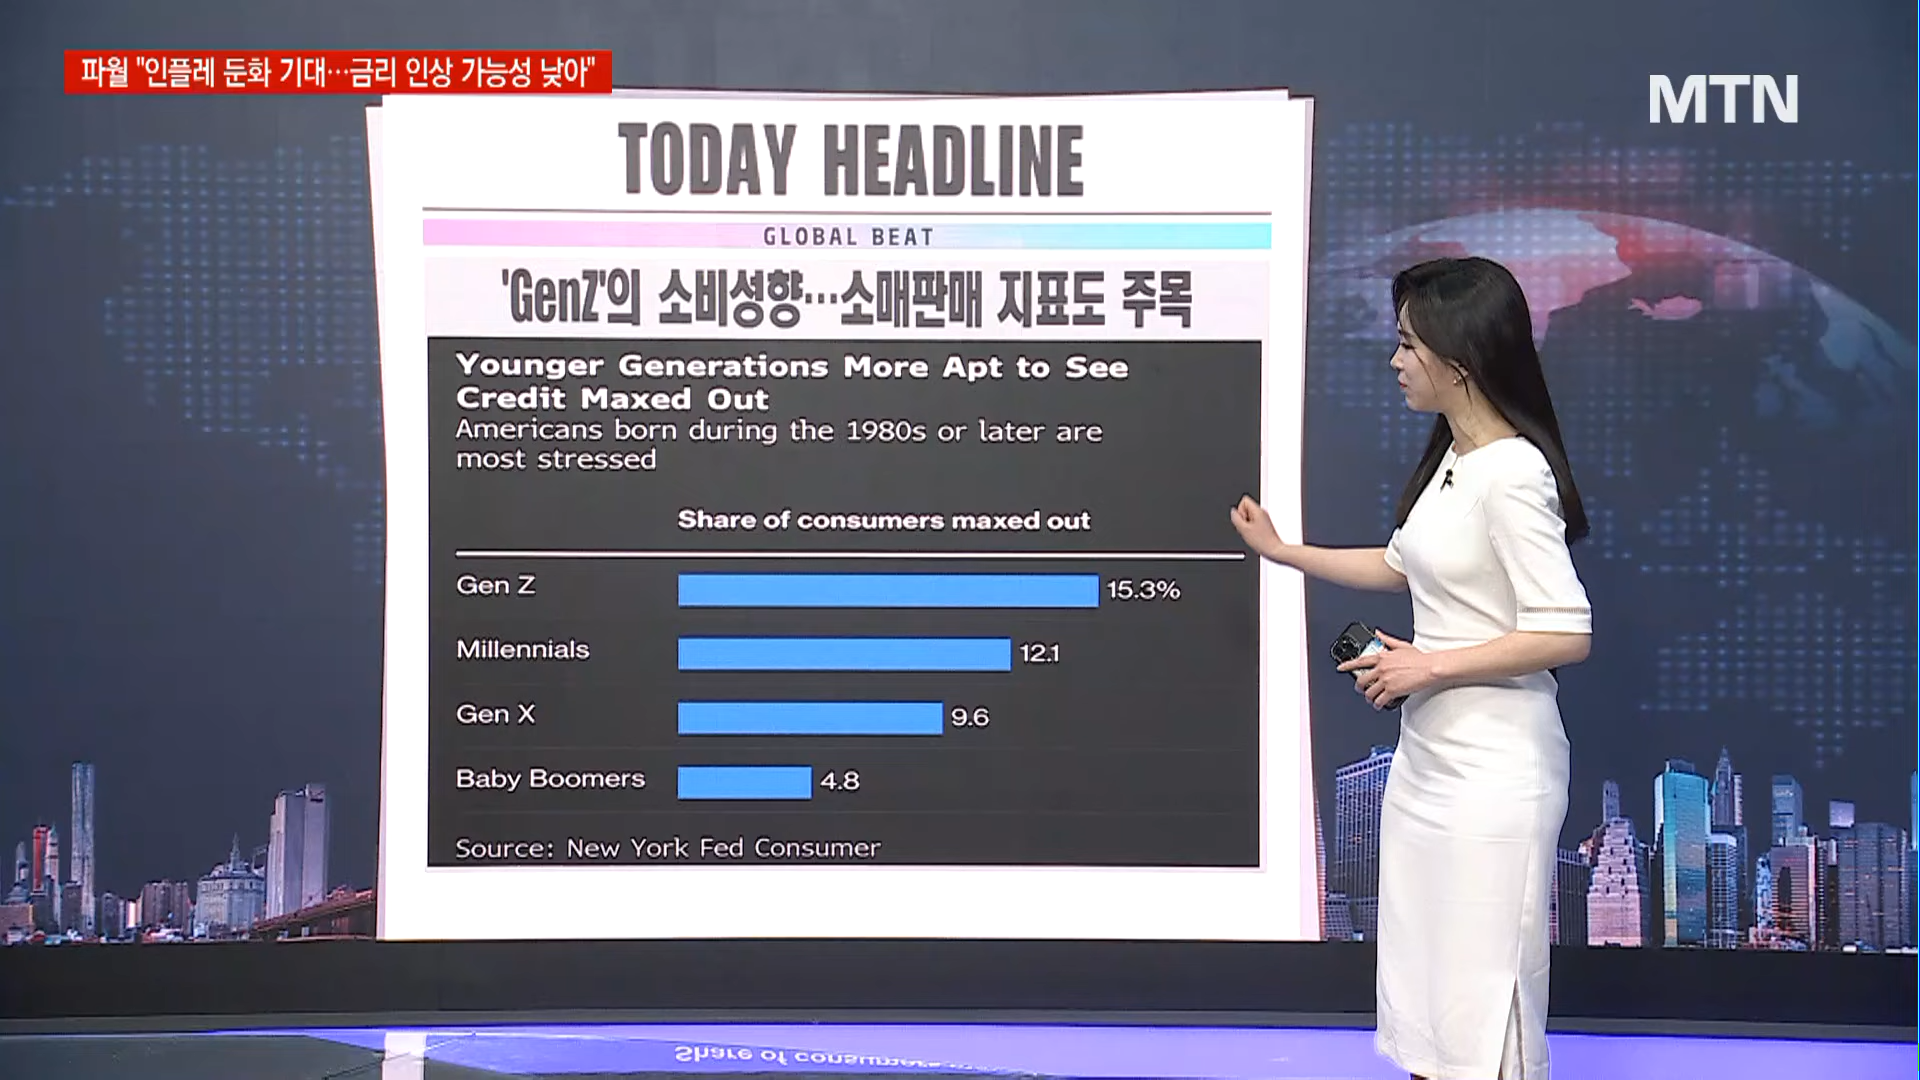 파월 "인플레 둔화 기대…금리 인상 가능성 낮아"
MTN
TODAY HEADLINE
GLOBAL BEAT
'GenZ'의 소비성향…소매판매 지표도 주목
Younger Generations More Apt to See
Credit Maxed Out
Americans born during the 1980s or later are
most stressed
Share of consumers maxed out
Gen Z 15.3%
Millennials 12.1
Gen X 9.6
Baby Boomers 4.8
Source: New York Fed Consumer
Share of consumers